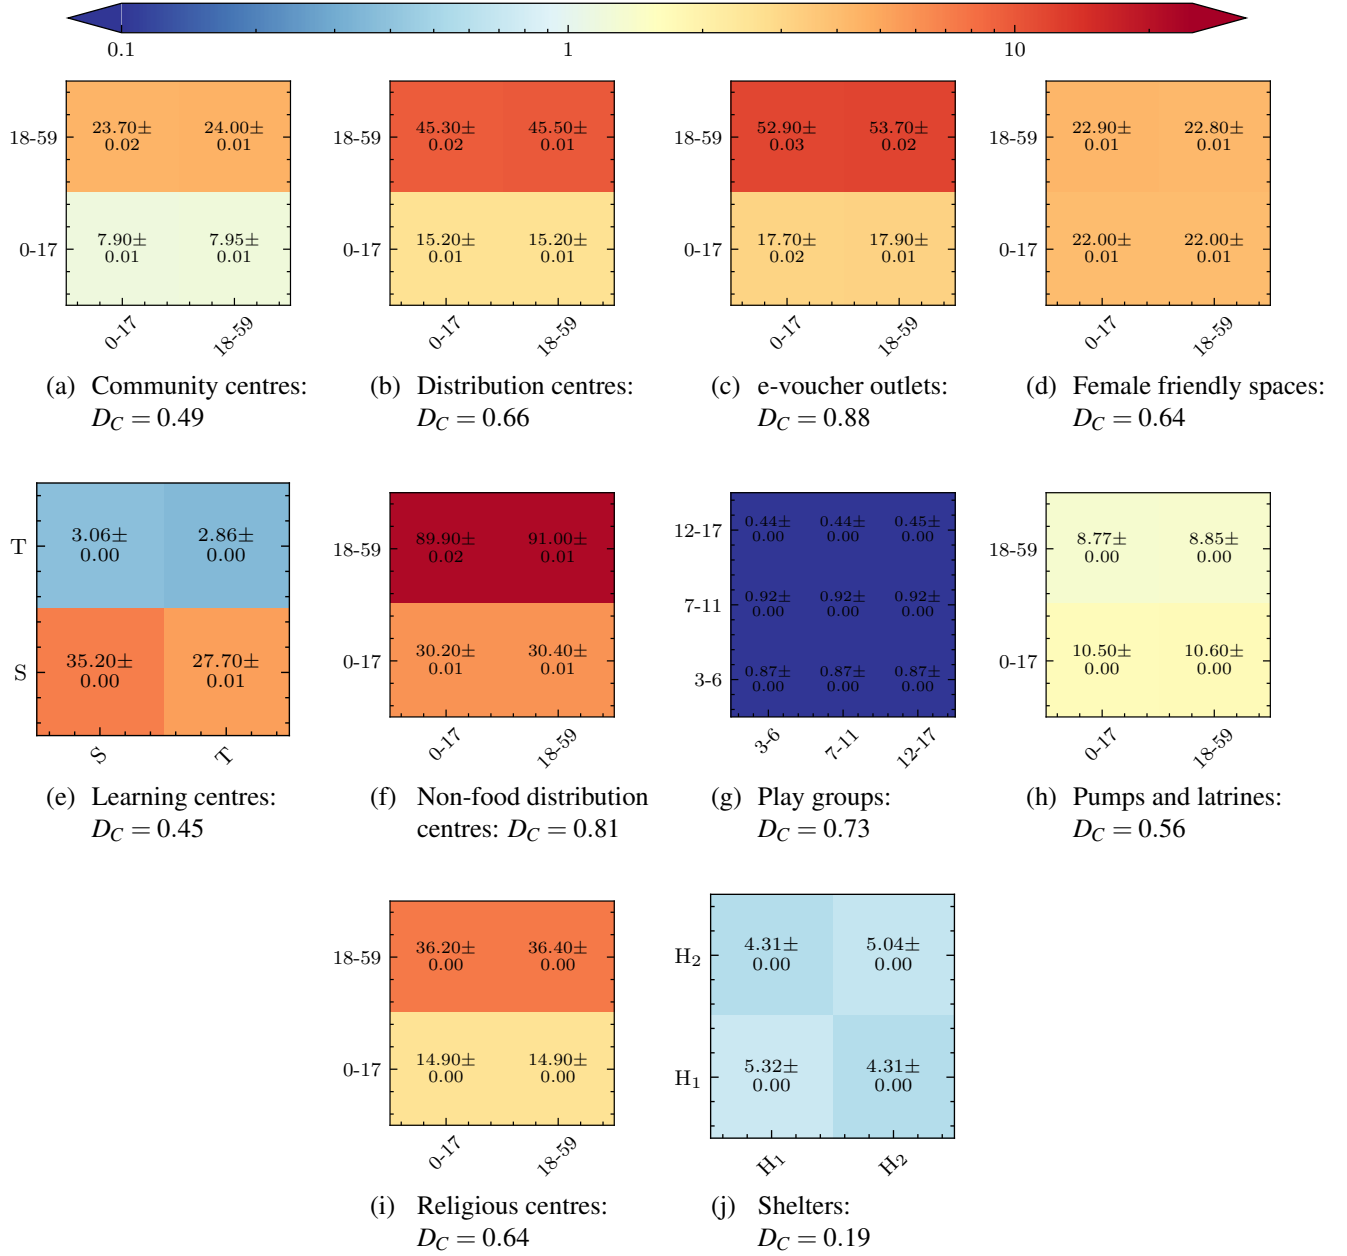 0.1 1 10
18-59 23.70± 24.00± 18-59 45.30± 45.50± 18-59 52.90± 53.70± 18-59 22.90± 22.80±
0.02 0.01 0.02 0.01 0.03 0.02 0.01 0.01
0-17 7.90± 7.95± 0-17 15.20± 15.20± 0-17 17.70± 17.90± 0-17 22.00± 22.00±
0.01 0.01 0.01 0.01 0.02 0.01 0.01 0.01
0-17 18-59 0-17 18-59 0-17 18-59 0-17 18-59
(a) Community centres: (b) Distribution centres: (c) e-voucher outlets: (d) Female friendly spaces:
D_C = 0.49 D_C = 0.66 D_C = 0.88 D_C = 0.64
12-17 0.44± 0.44± 0.45±
0.00 0.00 0.00
T 3.06± 2.86± 18-59 89.90± 91.00± 18-59 8.77± 8.85±
0.00 0.00 0.02 0.01 0.00 0.00
7-11 0.92± 0.92± 0.92±
0.00 0.00 0.00
S 35.20± 27.70± 0-17 30.20± 30.40± 0-17 10.50± 10.60±
0.00 0.01 0.01 0.01 0.00 0.00
3-6 0.87± 0.87± 0.87±
0.00 0.00 0.00
S T 0-17 18-59 3-6 7-11 12-17 0-17 18-59
(e) Learning centres: (f) Non-food distribution (g) Play groups: (h) Pumps and latrines:
D_C = 0.45 centres: D_C = 0.81 D_C = 0.73 D_C = 0.56
18-59 36.20± 36.40± H₂ 4.31± 5.04±
0.00 0.00 0.00 0.00
0-17 14.90± 14.90± H₁ 5.32± 4.31±
0.00 0.00 0.00 0.00
0-17 18-59 H₁ H₂
(i) Religious centres: (j) Shelters:
D_C = 0.64 D_C = 0.19